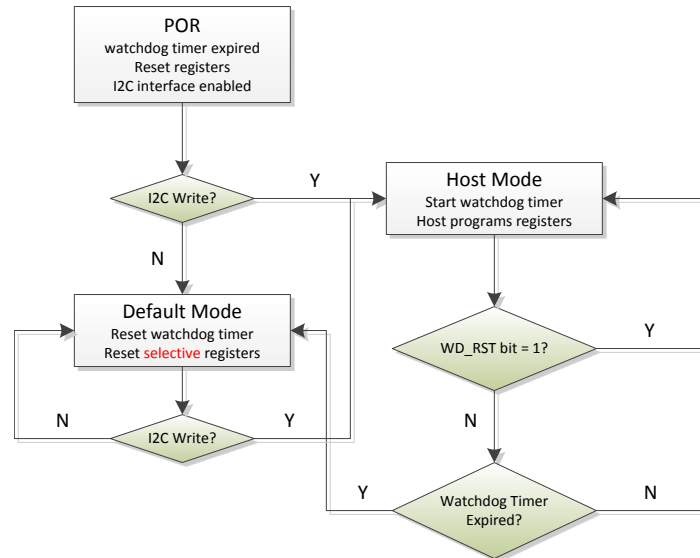 POR
watchdog timer expired
Reset registers
I2C interface enabled
I2C Write?
Y
N
Host Mode
Start watchdog timer
Host programs registers
Default Mode
Reset watchdog timer
Reset selective registers
WD_RST bit = 1?
Y
N
I2C Write?
N
Y
Watchdog Timer
Expired?
Y
N